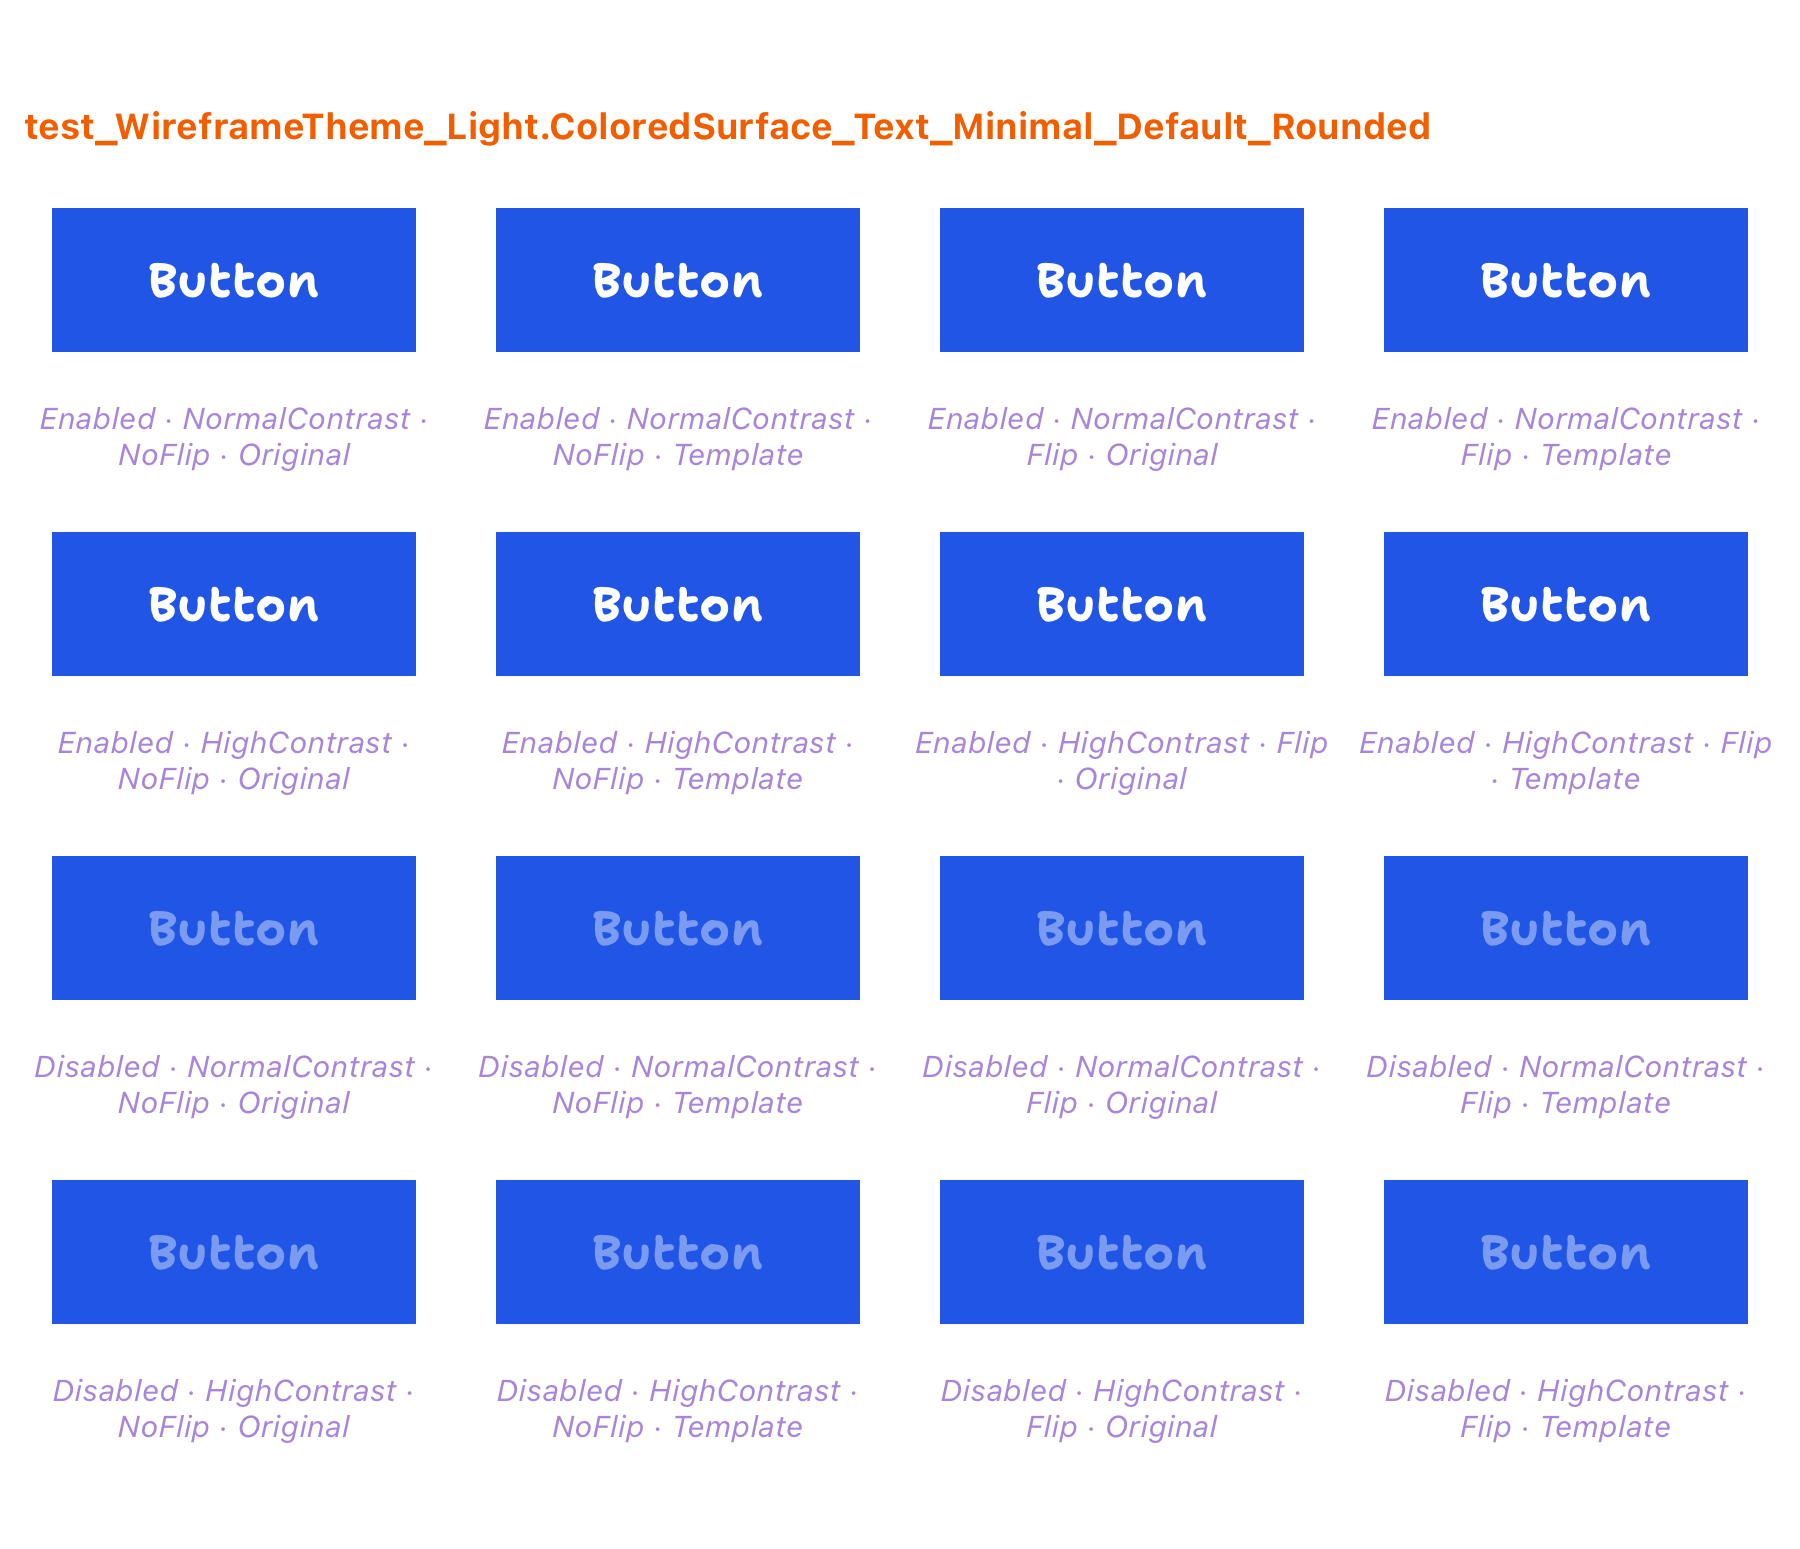 test_WireframeTheme_Light.ColoredSurface_Text_Minimal_Default_Rounded
Button Button Button Button
Enabled · NormalContrast · Enabled · NormalContrast · Enabled · NormalContrast · Enabled · NormalContrast ·
NoFlip · Original NoFlip · Template Flip · Original Flip · Template
Button Button Button Button
Enabled · HighContrast · Enabled · HighContrast · Enabled · HighContrast · Flip Enabled · HighContrast · Flip
NoFlip · Original NoFlip · Template · Original · Template
Button Button Button Button
Disabled · NormalContrast · Disabled · NormalContrast · Disabled · NormalContrast · Disabled · NormalContrast ·
NoFlip · Original NoFlip · Template Flip · Original Flip · Template
Button Button Button Button
Disabled · HighContrast · Disabled · HighContrast · Disabled · HighContrast · Disabled · HighContrast ·
NoFlip · Original NoFlip · Template Flip · Original Flip · Template